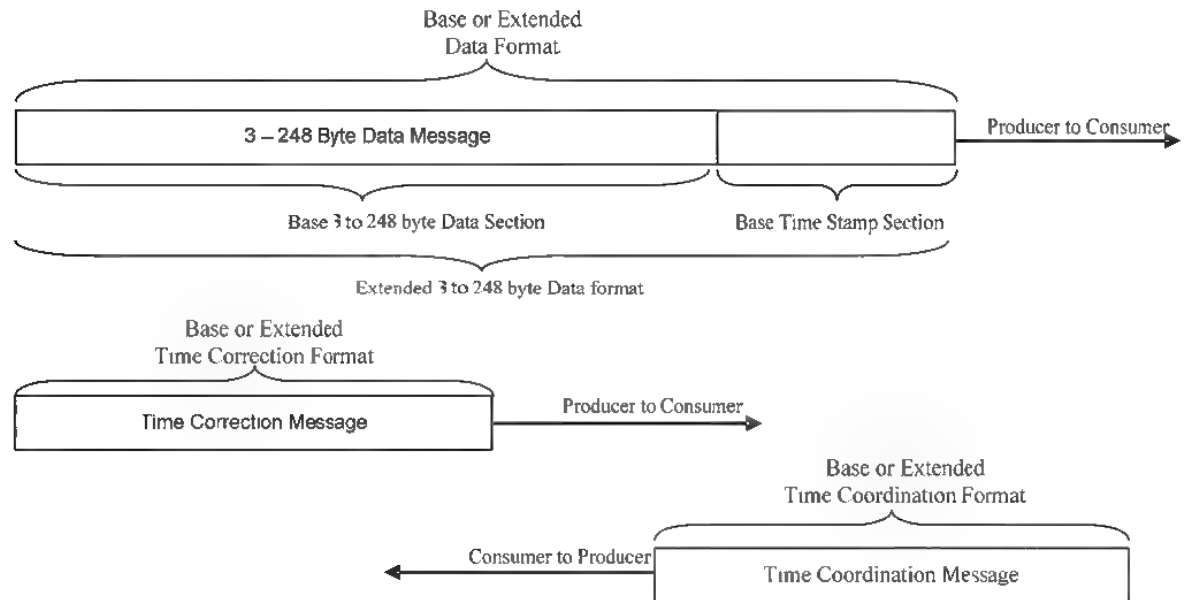 Base or Extended
Data Format
3 – 248 Byte Data Message
Producer to Consumer
Base 3 to 248 byte Data Section
Base Time Stamp Section
Extended 3 to 248 byte Data format
Base or Extended
Time Correction Format
Time Correction Message
Producer to Consumer
Base or Extended
Time Coordination Format
Consumer to Producer
Time Coordination Message